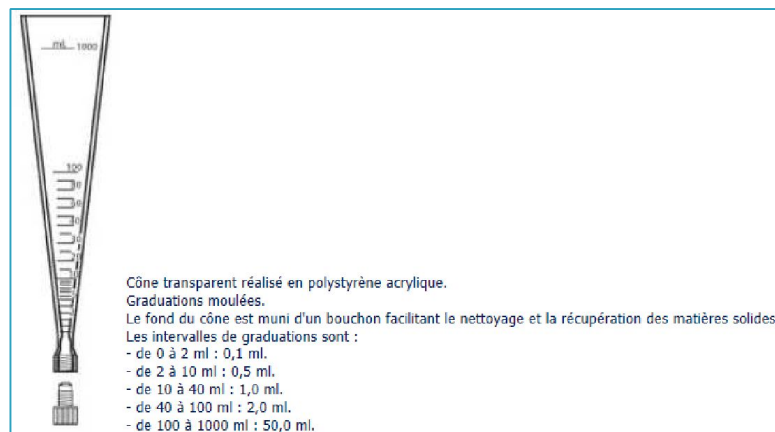 mL 1000
100
Cône transparent réalisé en polystyrène acrylique.
Graduations moulées.
Le fond du cône est muni d'un bouchon facilitant le nettoyage et la récupération des matières solides
Les intervalles de graduations sont :
- de 0 à 2 ml : 0,1 ml.
- de 2 à 10 ml : 0,5 ml.
- de 10 à 40 ml : 1,0 ml.
- de 40 à 100 ml : 2,0 ml.
- de 100 à 1000 ml : 50,0 ml.